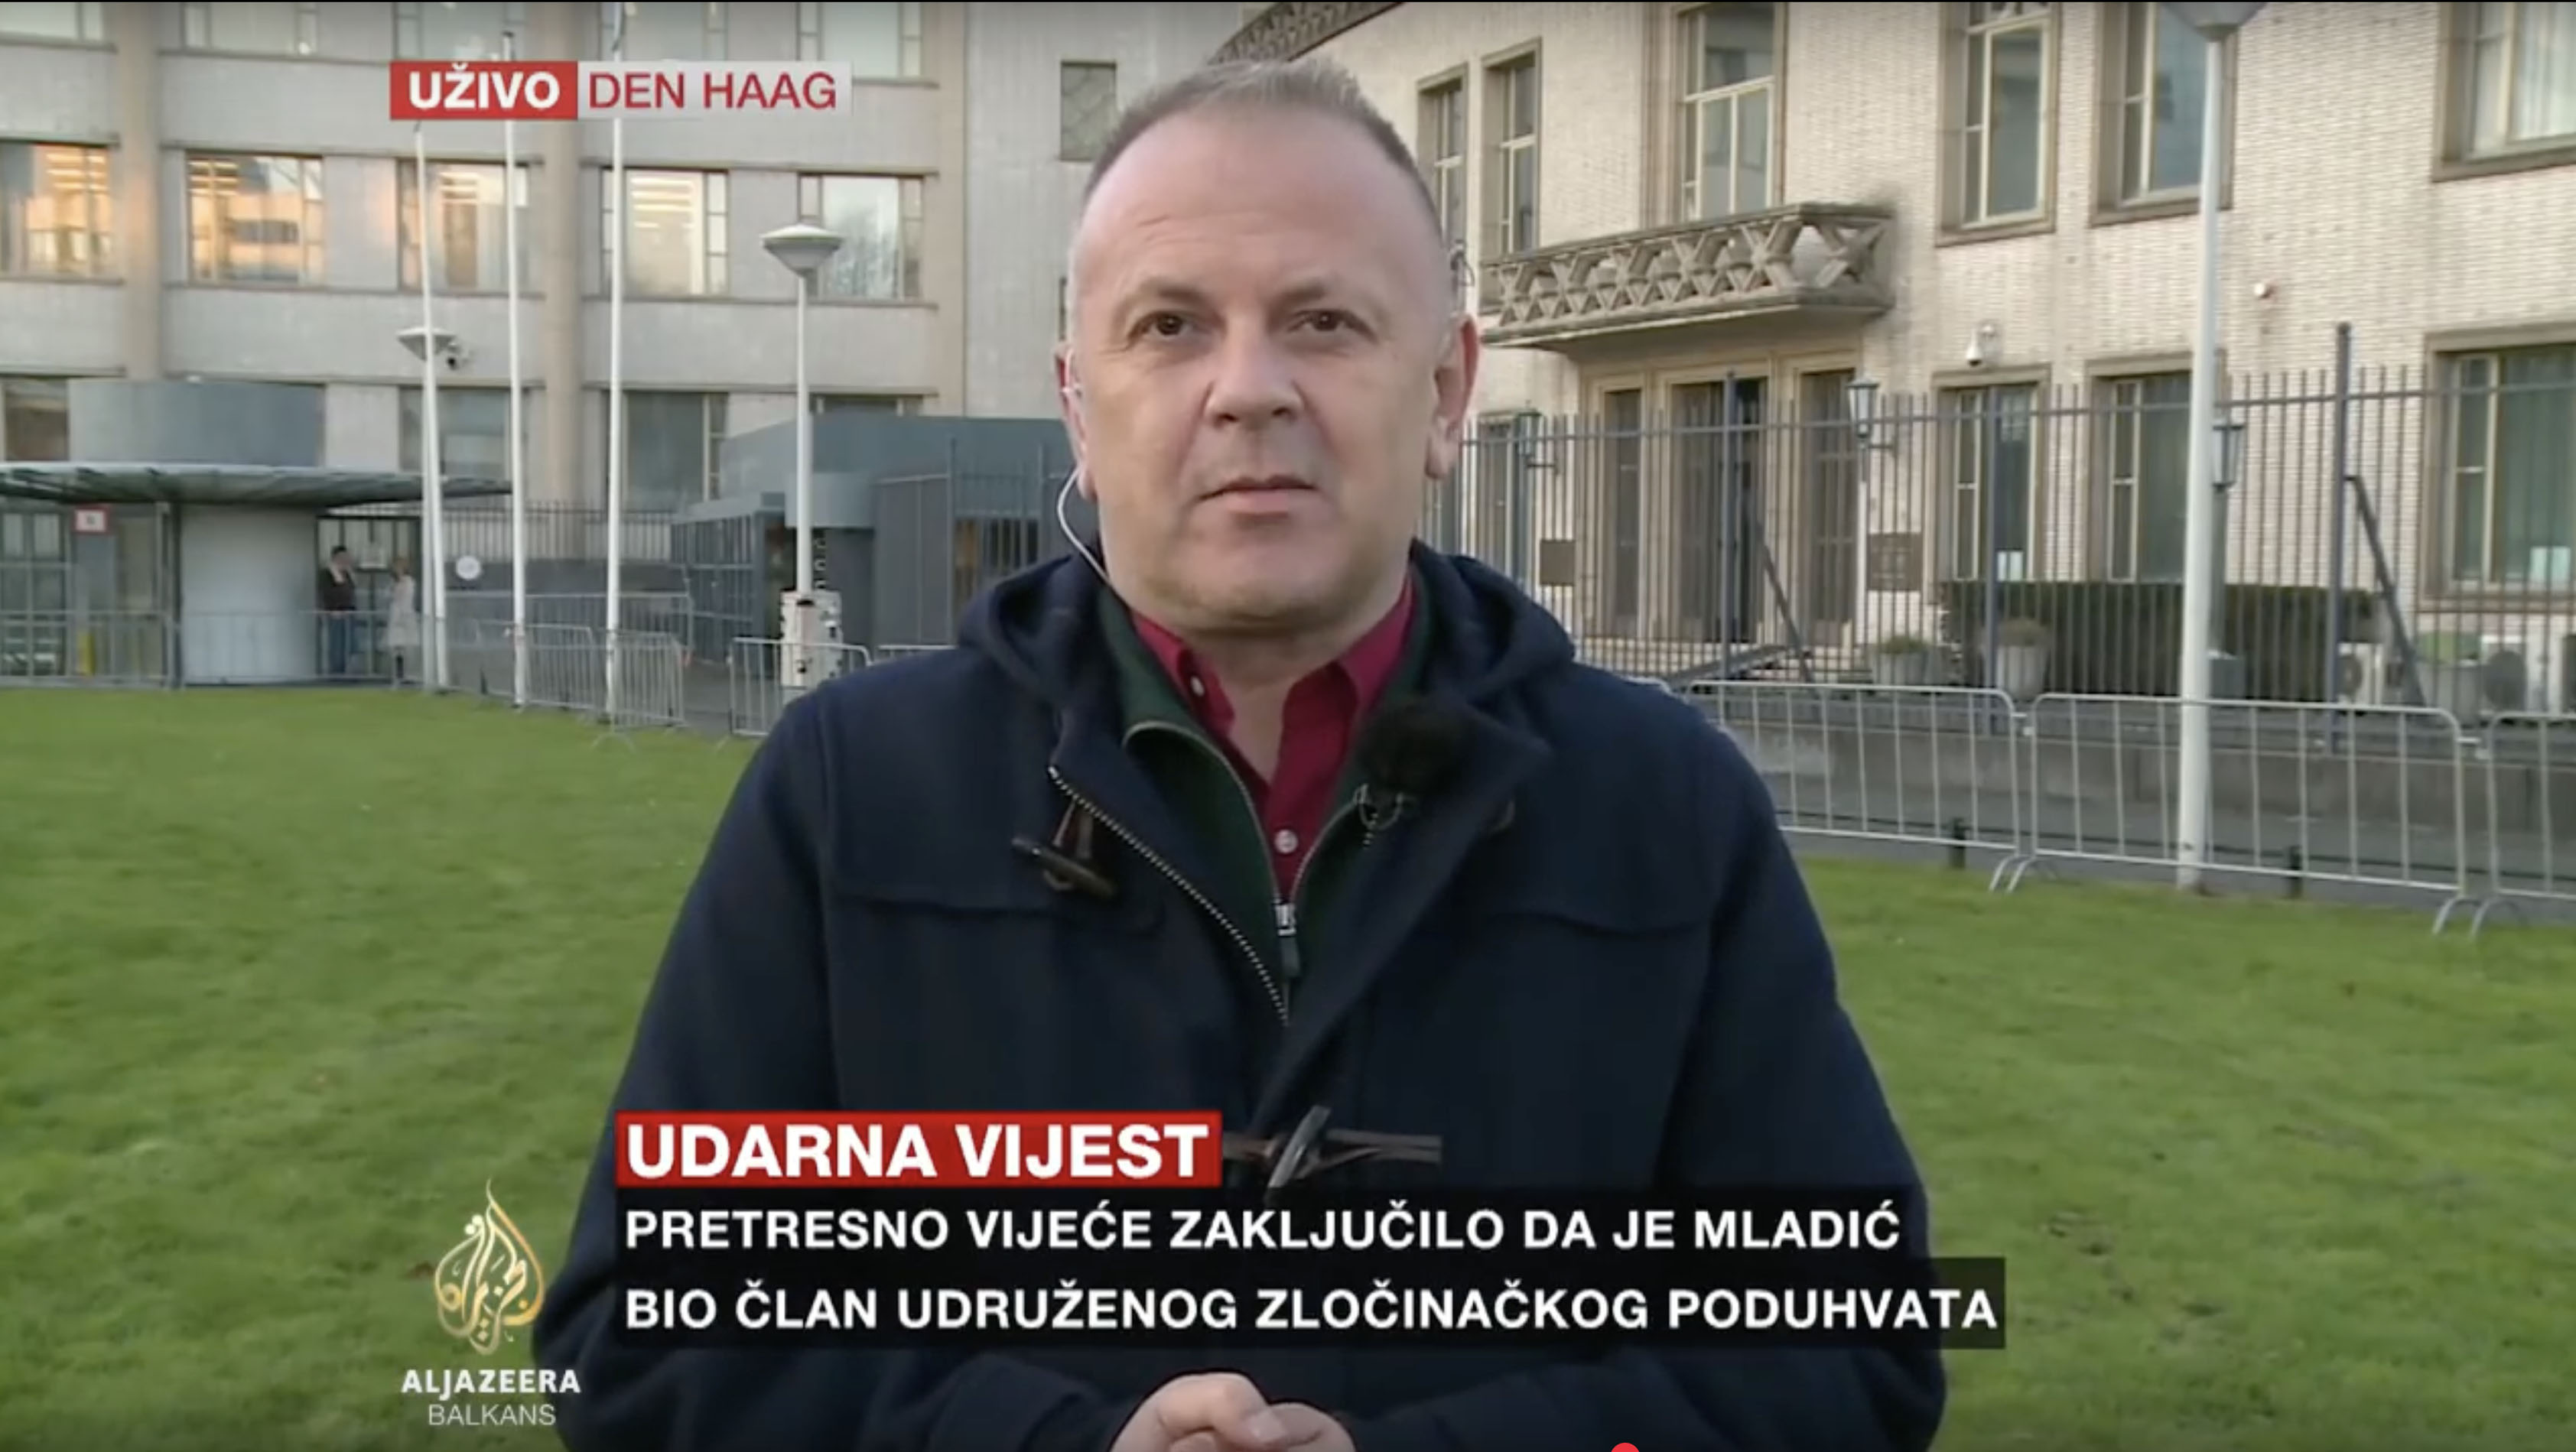 UŽIVO DEN HAAG
UDARNA VIJEST
PRETRESNO VIJEĆE ZAKLJUČILO DA JE MLADIĆ
BIO ČLAN UDRUŽENOG ZLOČINAČKOG PODUHVATA
ALJAZEERA
BALKANS